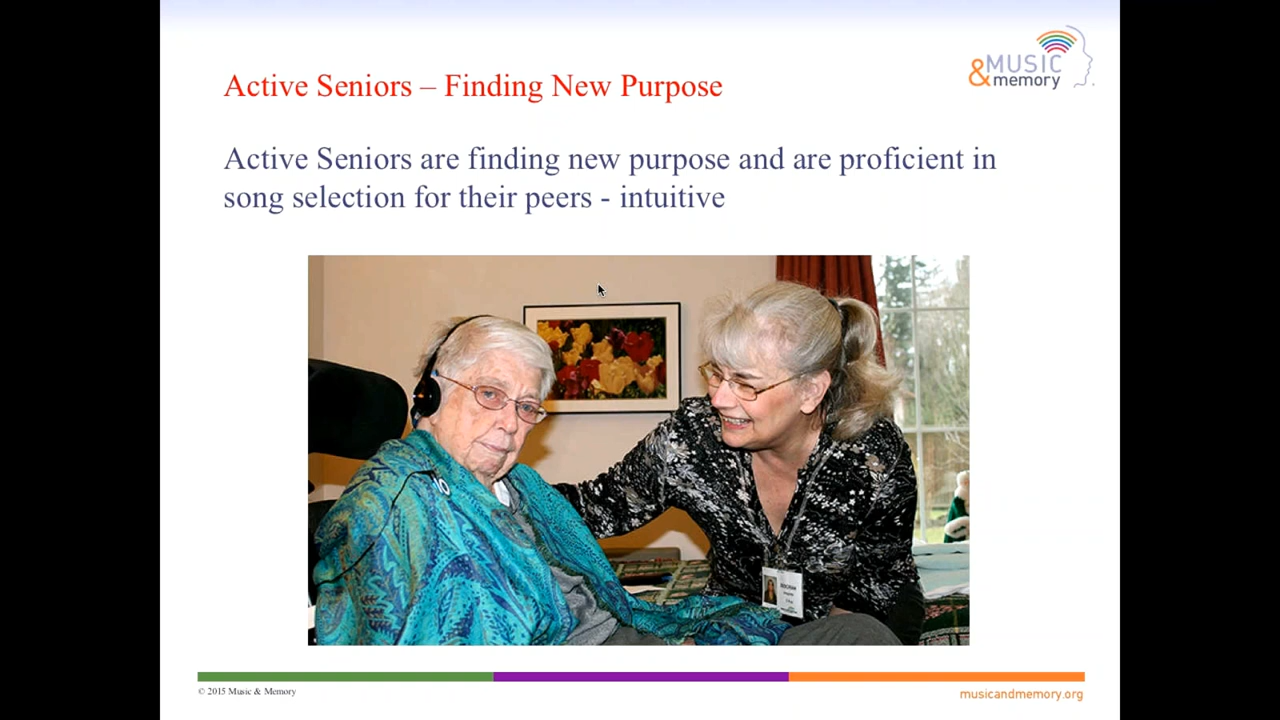 &MUSIC
memory
Active Seniors – Finding New Purpose
Active Seniors are finding new purpose and are proficient in
song selection for their peers - intuitive
DEBORAH
© 2015 Music & Memory
musicandmemory.org